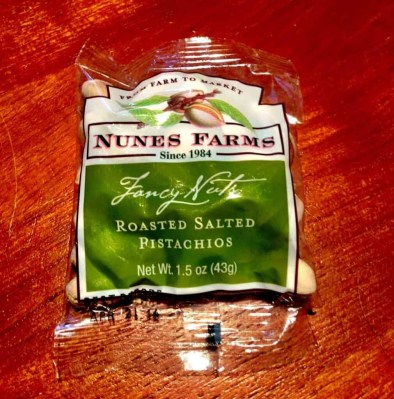 FROM FARM TO MARKET
NUNES FARMS
Since 1984
Fancy Nuts
ROASTED SALTED
PISTACHIOS
Net Wt. 1.5 oz (43g)